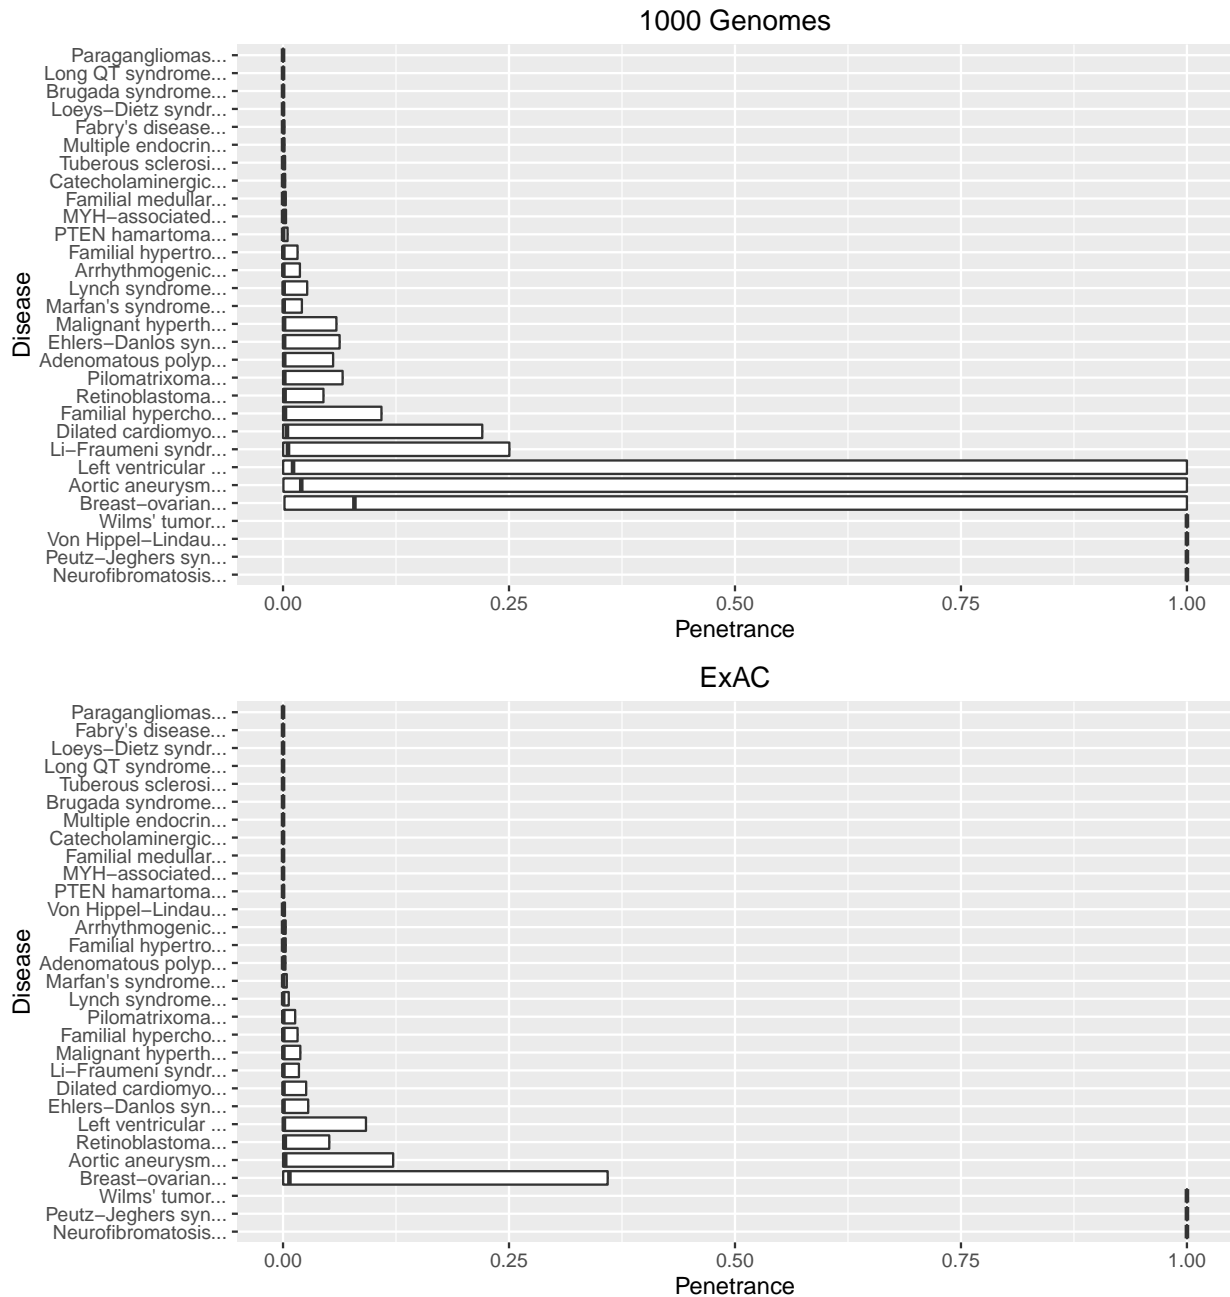 1000 Genomes
Paragangliomas...
Long QT syndrome...
Brugada syndrome...
Loeys−Dietz syndr...
Fabry's disease...
Multiple endocrin...
Tuberous sclerosi...
Catecholaminergic...
Familial medullar...
MYH−associated...
PTEN hamartoma...
Familial hypertro...
Arrhythmogenic...
Lynch syndrome...
Marfan's syndrome...
Malignant hyperth...
Ehlers−Danlos syn...
Adenomatous polyp...
Pilomatrixoma...
Retinoblastoma...
Familial hypercho...
Dilated cardiomyo...
Li−Fraumeni syndr...
Left ventricular ...
Aortic aneurysm...
Breast−ovarian...
Wilms' tumor...
Von Hippel−Lindau...
Peutz−Jeghers syn...
Neurofibromatosis...
Disease
0.00 0.25 0.50 0.75 1.00
Penetrance
ExAC
Paragangliomas...
Fabry's disease...
Loeys−Dietz syndr...
Long QT syndrome...
Tuberous sclerosi...
Brugada syndrome...
Multiple endocrin...
Catecholaminergic...
Familial medullar...
MYH−associated...
PTEN hamartoma...
Von Hippel−Lindau...
Arrhythmogenic...
Familial hypertro...
Adenomatous polyp...
Marfan's syndrome...
Lynch syndrome...
Pilomatrixoma...
Familial hypercho...
Malignant hyperth...
Li−Fraumeni syndr...
Dilated cardiomyo...
Ehlers−Danlos syn...
Left ventricular ...
Retinoblastoma...
Aortic aneurysm...
Breast−ovarian...
Wilms' tumor...
Peutz−Jeghers syn...
Neurofibromatosis...
Disease
0.00 0.25 0.50 0.75 1.00
Penetrance